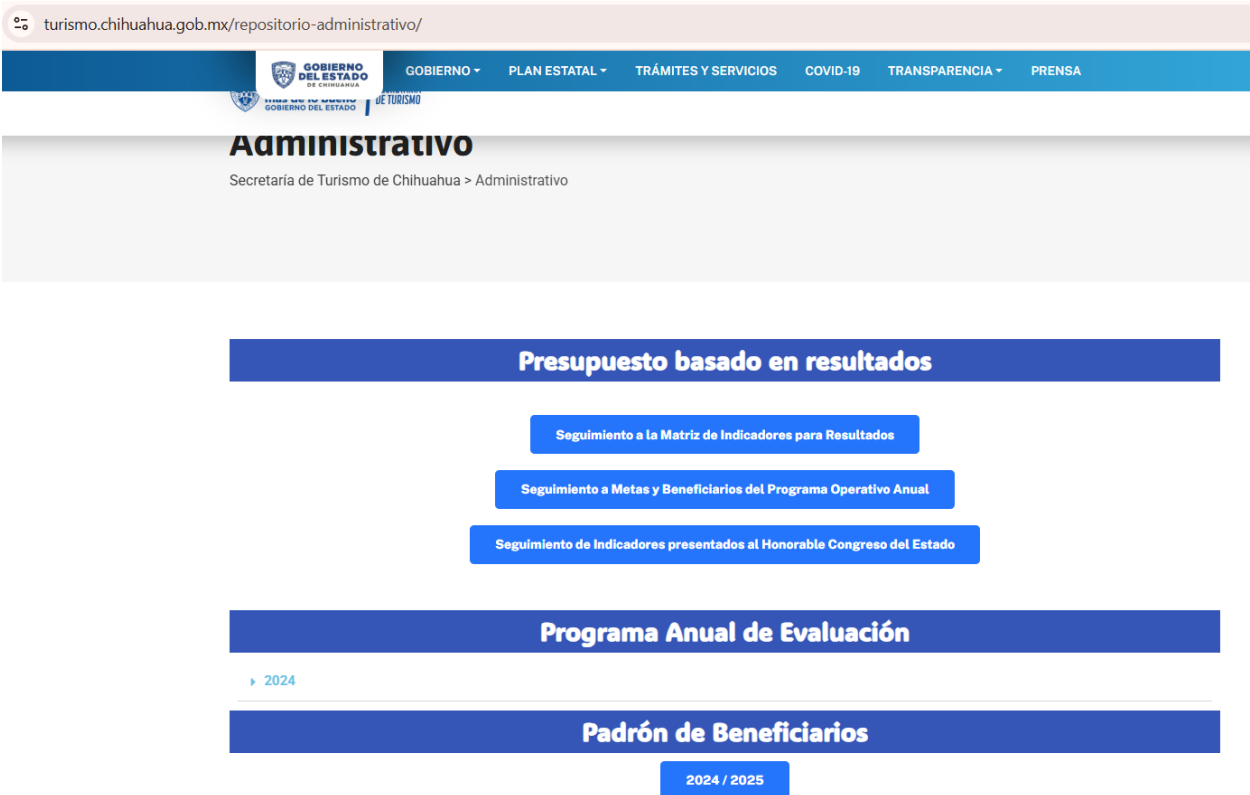 turismo.chihuahua.gob.mx/repositorio-administrativo/
GOBIERNO
DEL ESTADO
DE CHIHUAHUA
GOBIERNO
PLAN ESTATAL
TRÁMITES Y SERVICIOS
COVID-19
TRANSPARENCIA
PRENSA
GOBIERNO DEL ESTADO
DE TURISMO
Administrativo
Secretaría de Turismo de Chihuahua > Administrativo
Presupuesto basado en resultados
Seguimiento a la Matriz de Indicadores para Resultados
Seguimiento a Metas y Beneficiarios del Programa Operativo Anual
Seguimiento de Indicadores presentados al Honorable Congreso del Estado
Programa Anual de Evaluación
2024
Padrón de Beneficiarios
2024 / 2025